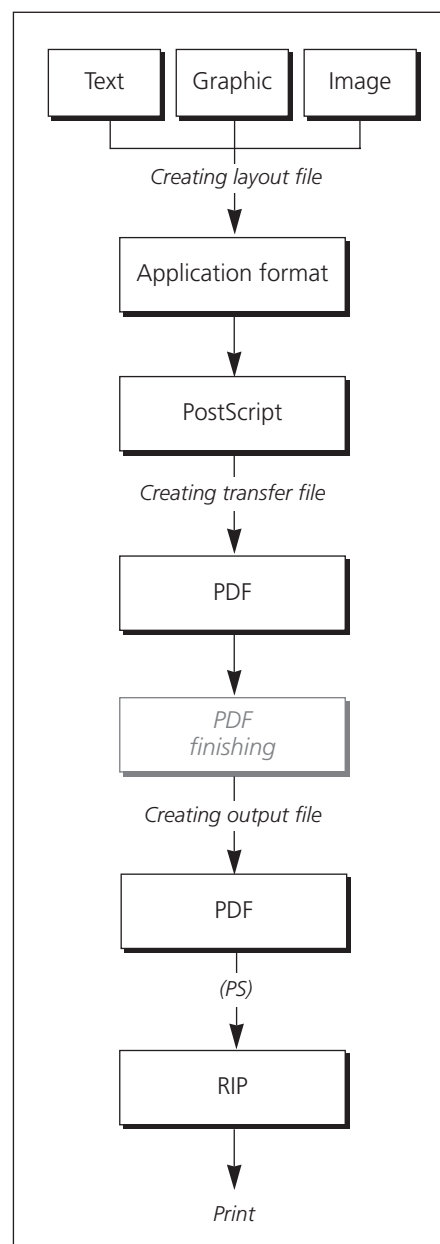 Text Graphic Image
Creating layout file
Application format
PostScript
Creating transfer file
PDF
PDF
finishing
Creating output file
PDF
(PS)
RIP
Print